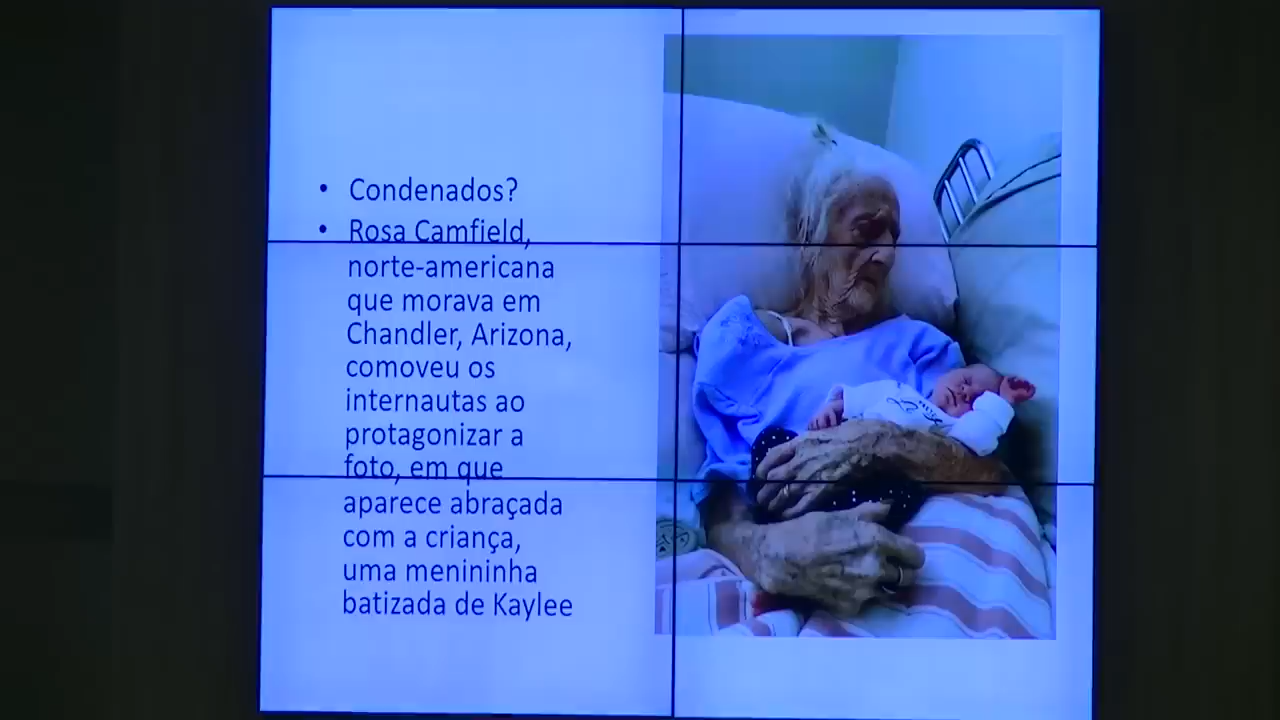 • Condenados?
• Rosa Camfield,
norte-americana
que morava em
Chandler, Arizona,
comoveu os
internautas ao
protagonizar a
foto, em que
aparece abraçada
com a criança,
uma menininha
batizada de Kaylee